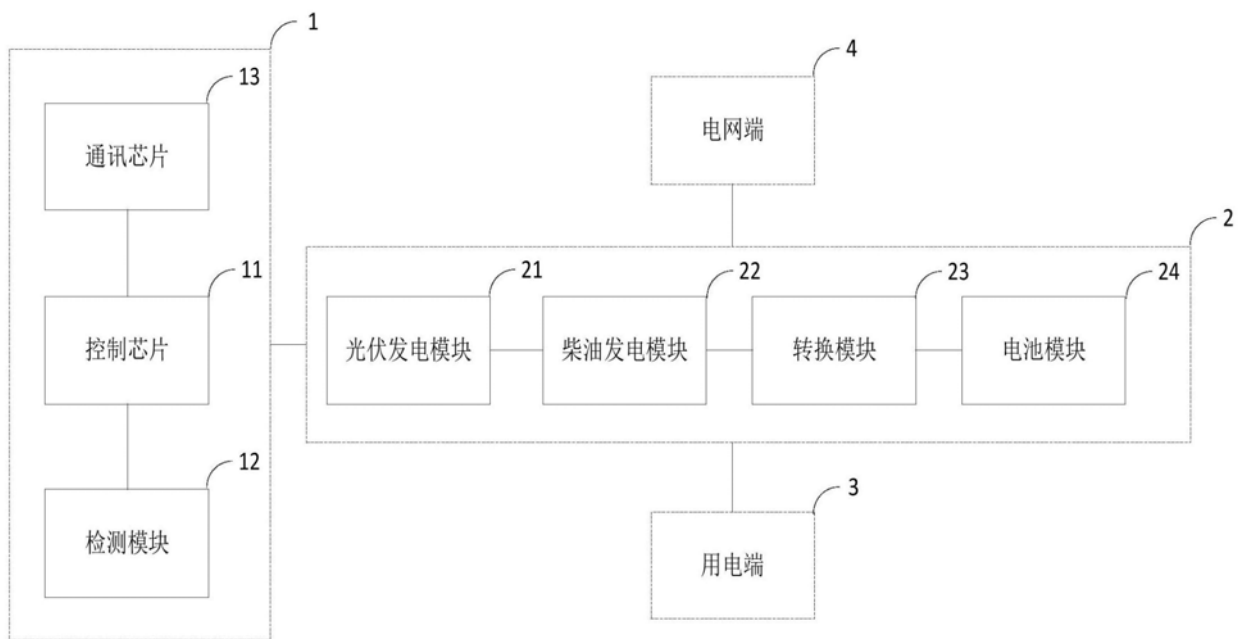 1
13
通讯芯片
11
控制芯片
12
检测模块
4
电网端
2
21
光伏发电模块
22
柴油发电模块
23
转换模块
24
电池模块
3
用电端